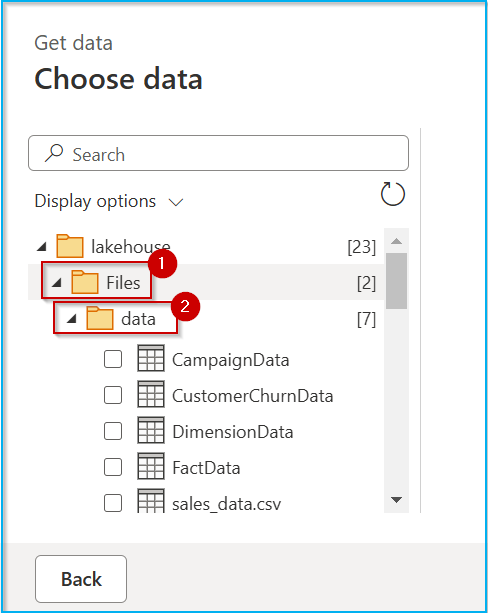 Get data
Choose data
Search
Display options
lakehouse [23]
1
Files [2]
2
data [7]
CampaignData
CustomerChurnData
DimensionData
FactData
sales_data.csv
Back